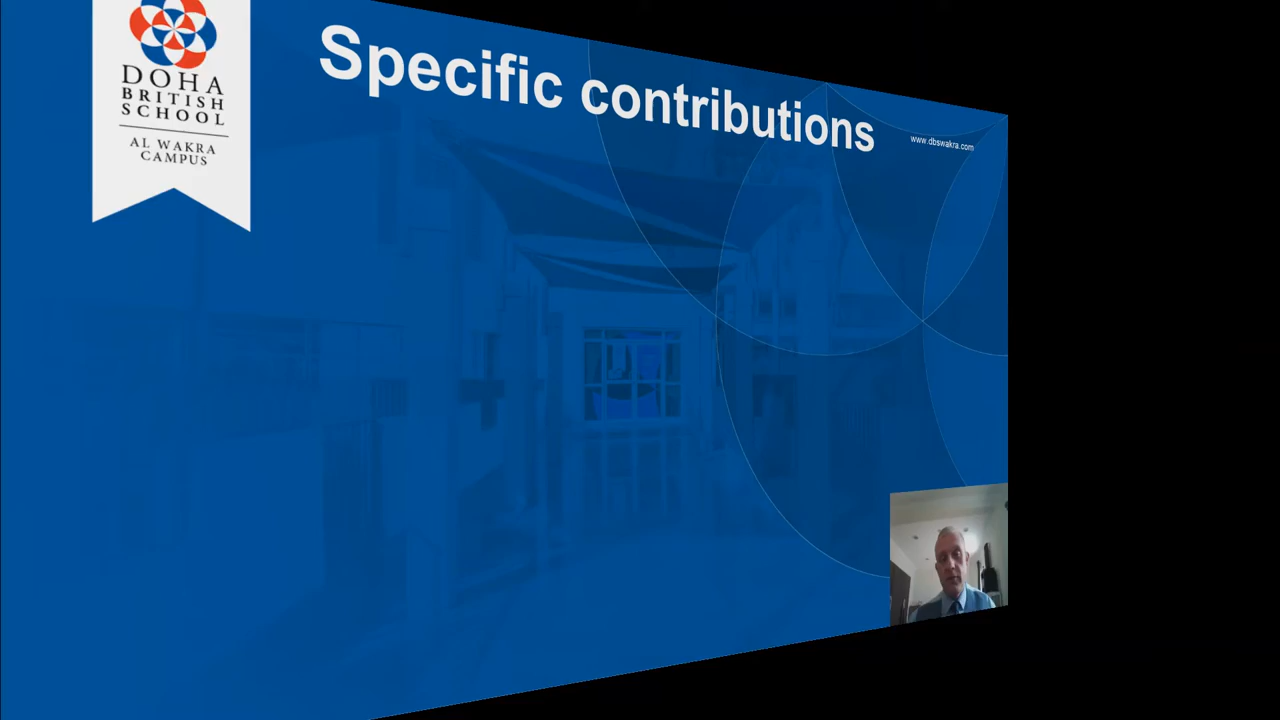 DOHA
BRITISH
SCHOOL
AL WAKRA
CAMPUS
Specific contributions
www.dbswakra.com